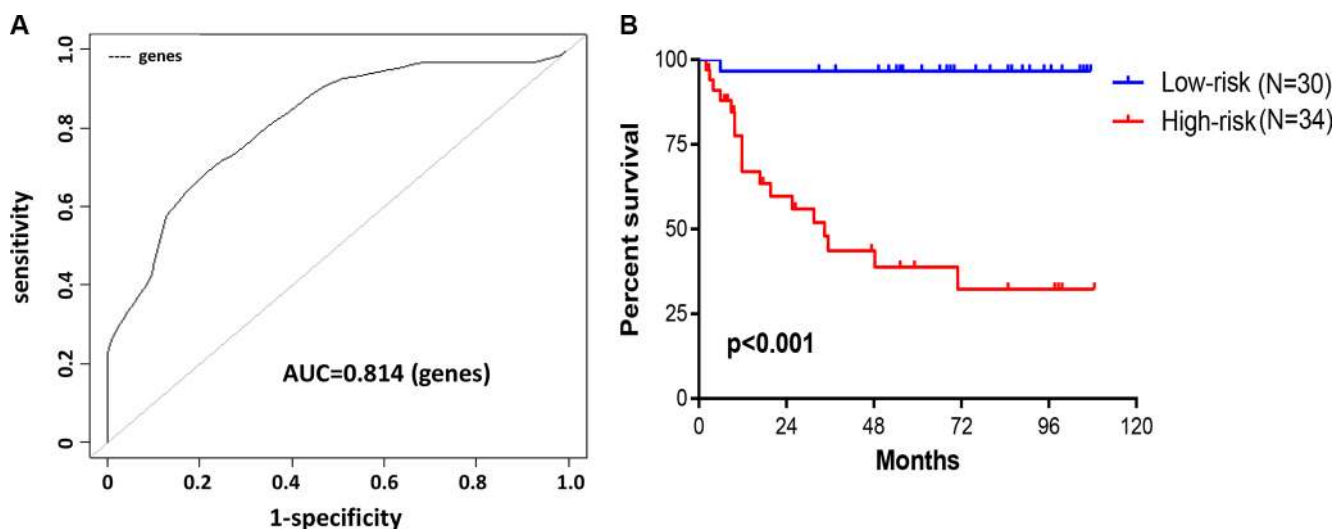 A
1.0
0.8
0.6
0.4
0.2
0
sensitivity
genes
AUC=0.814 (genes)
0 0.2 0.4 0.6 0.8 1.0
1-specificity
B
100
75
50
25
0
Percent survival
Low-risk (N=30)
High-risk (N=34)
p<0.001
0 24 48 72 96 120
Months